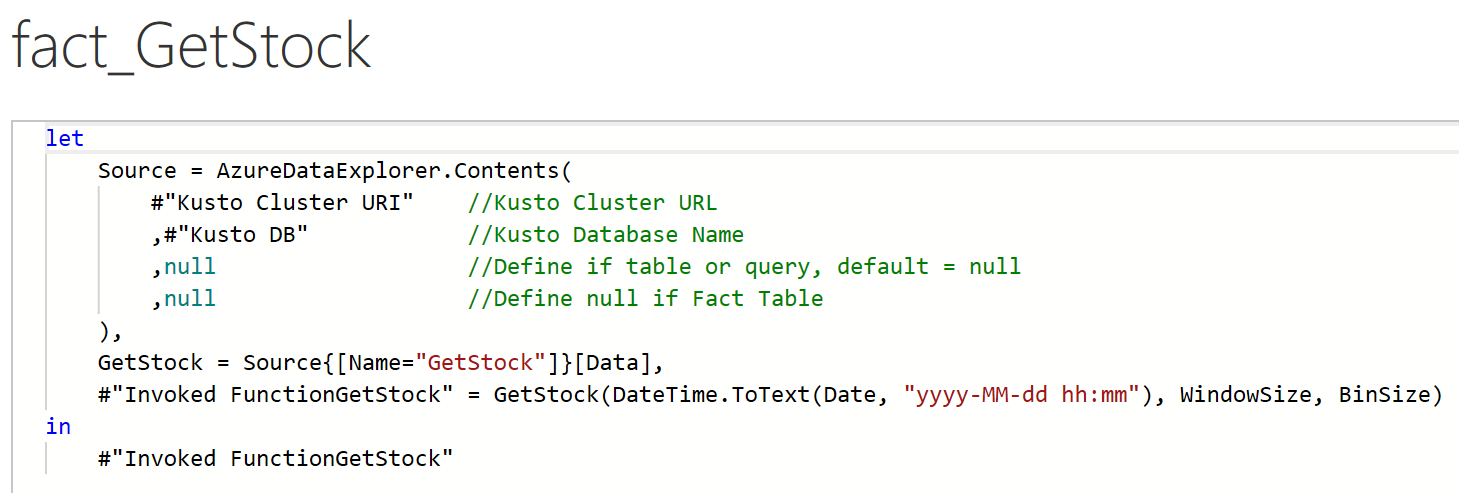 fact_GetStock
let
Source = AzureDataExplorer.Contents(
#"Kusto Cluster URI" //Kusto Cluster URL
,#"Kusto DB" //Kusto Database Name
,null //Define if table or query, default = null
,null //Define null if Fact Table
),
GetStock = Source{[Name="GetStock"]}[Data],
#"Invoked FunctionGetStock" = GetStock(DateTime.ToText(Date, "yyyy-MM-dd hh:mm"), WindowSize, BinSize)
in
#"Invoked FunctionGetStock"